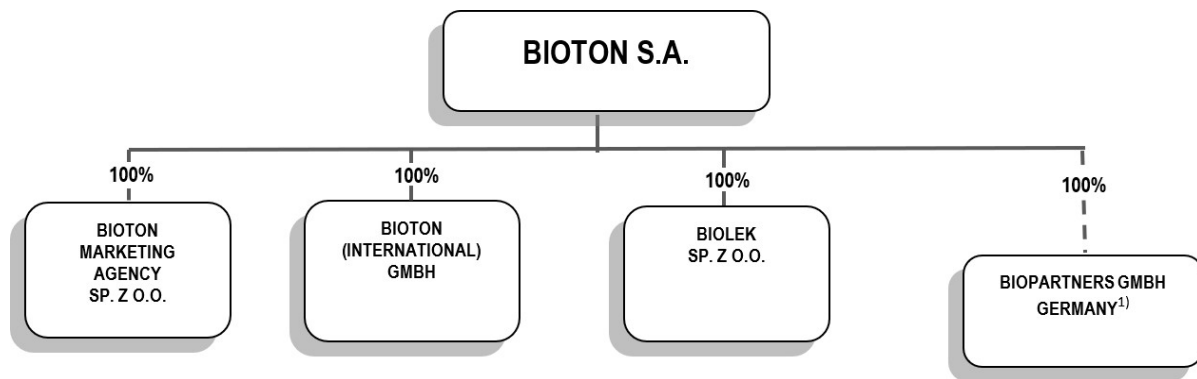 BIOTON S.A.
100%
100%
100%
100%
BIOTON
MARKETING
AGENCY
SP. Z O.O.
BIOTON
(INTERNATIONAL)
GMBH
BIOLEK
SP. Z O.O.
BIOPARTNERS GMBH
GERMANY1)